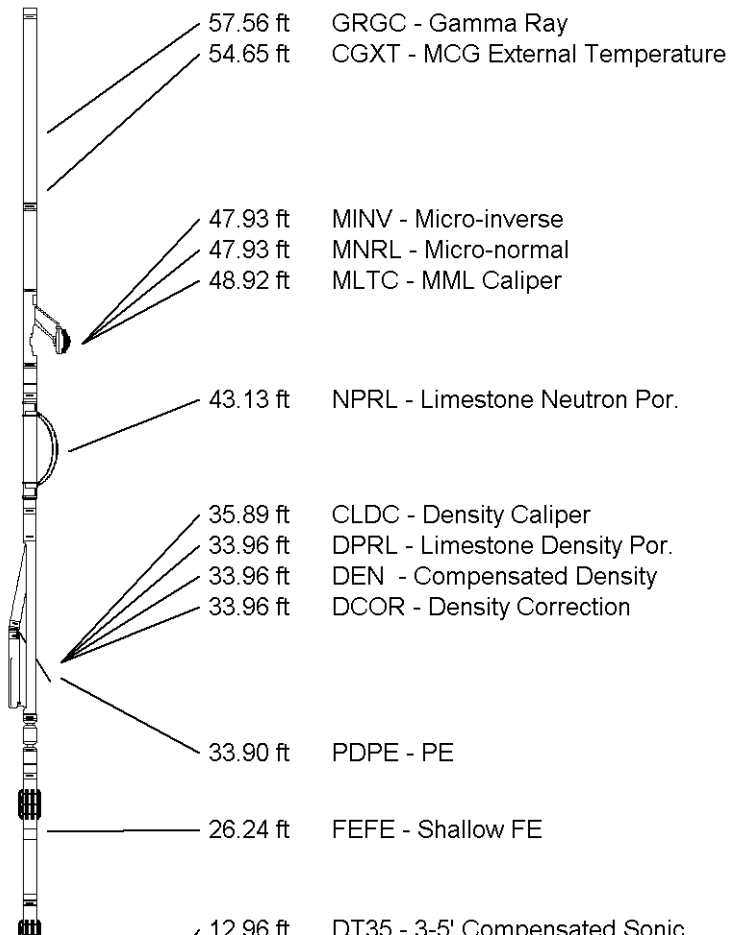 57.56 ft GRGC - Gamma Ray
54.65 ft CGXT - MCG External Temperature
47.93 ft MINV - Micro-inverse
47.93 ft MNRL - Micro-normal
48.92 ft MLTC - MML Caliper
43.13 ft NPRL - Limestone Neutron Por.
35.89 ft CLDC - Density Caliper
33.96 ft DPRL - Limestone Density Por.
33.96 ft DEN - Compensated Density
33.96 ft DCOR - Density Correction
33.90 ft PDPE - PE
26.24 ft FEFE - Shallow FE
12.96 ft DT35 - 3-5' Compensated Sonic